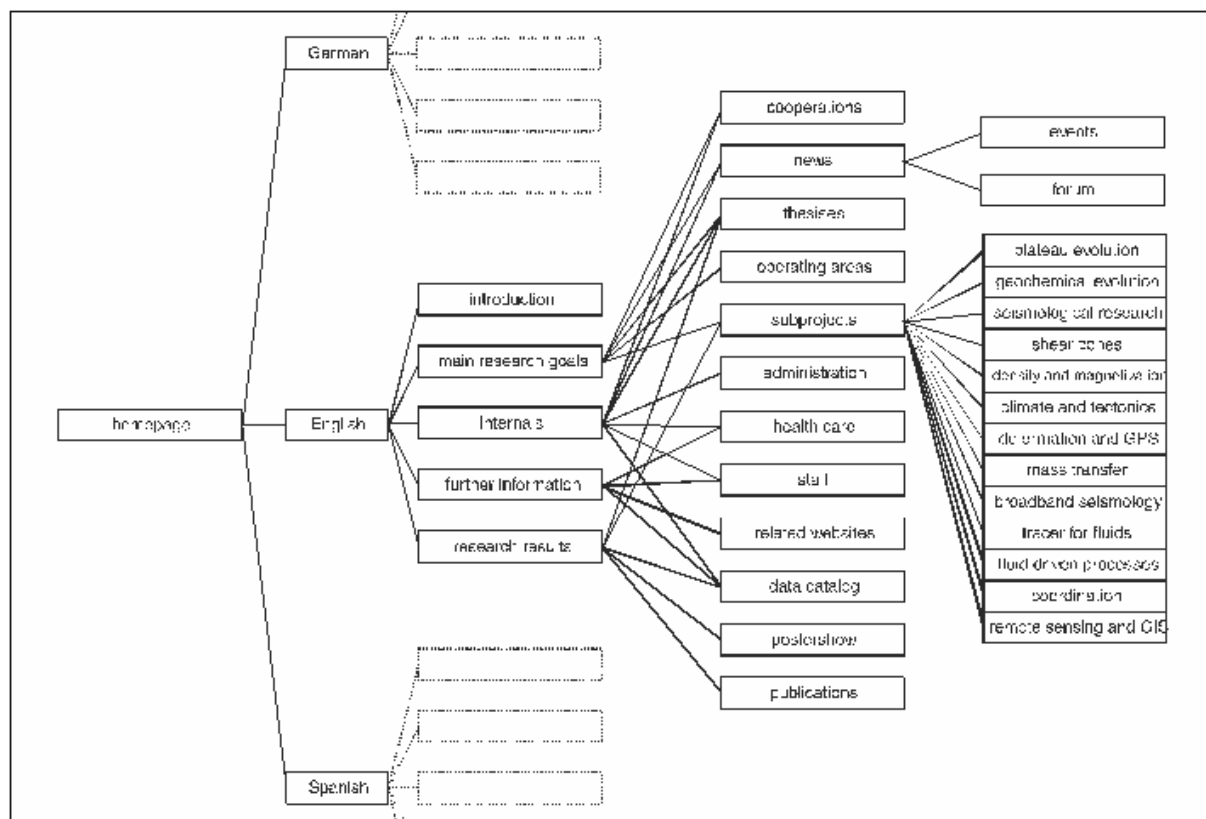 German
cooperations
events
news
forum
thesises
operating areas
plateau evolution
geochemical evolution
introduction
seismological research
subprojects
shear zones
main research goals
administration
density and magnetization
climate and tectonics
homepage
English
Internals
health care
deformation and GPS
mass transfer
further information
staff
broadband seismology
related websites
tracer for fluids
research results
fluid driven processes
data catalog
coordination
remote sensing and GIS
postershow
publications
Spanish